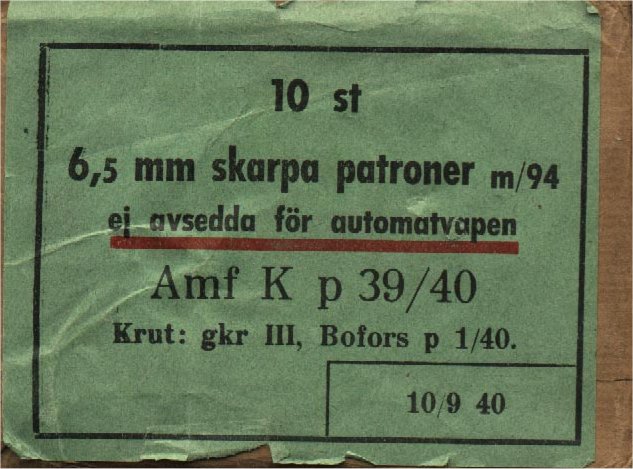 10 st
6,5 mm skarpa patroner m/94
ej avsedda för automatvapen
Amf K p 39/40
Krut: gkr III, Bofors p 1/40.
10/9 40